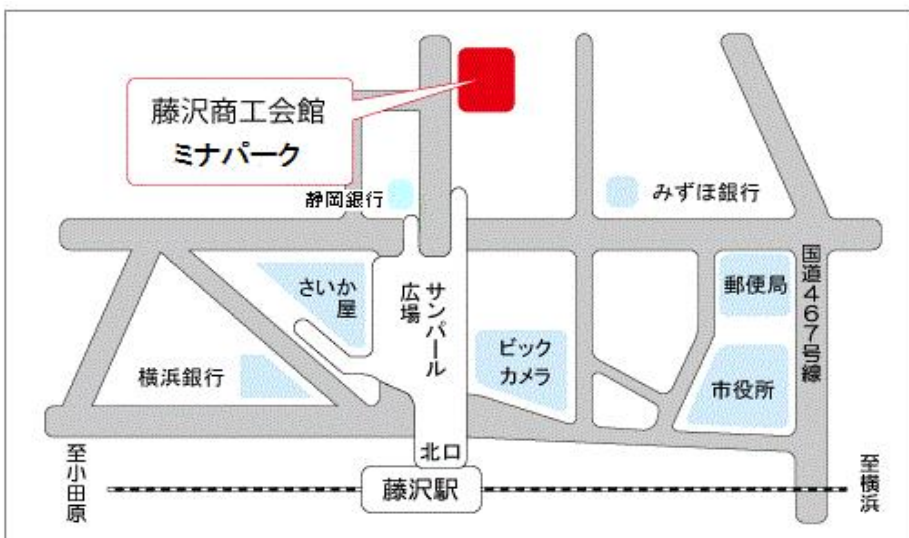 藤沢商工会館
ミナパーク
静岡銀行
みずほ銀行
さいか
屋
サンパール
広場
ビック
カメラ
郵便局
国道467号線
横浜銀行
市役所
北口
至小田原
藤沢駅
至横浜